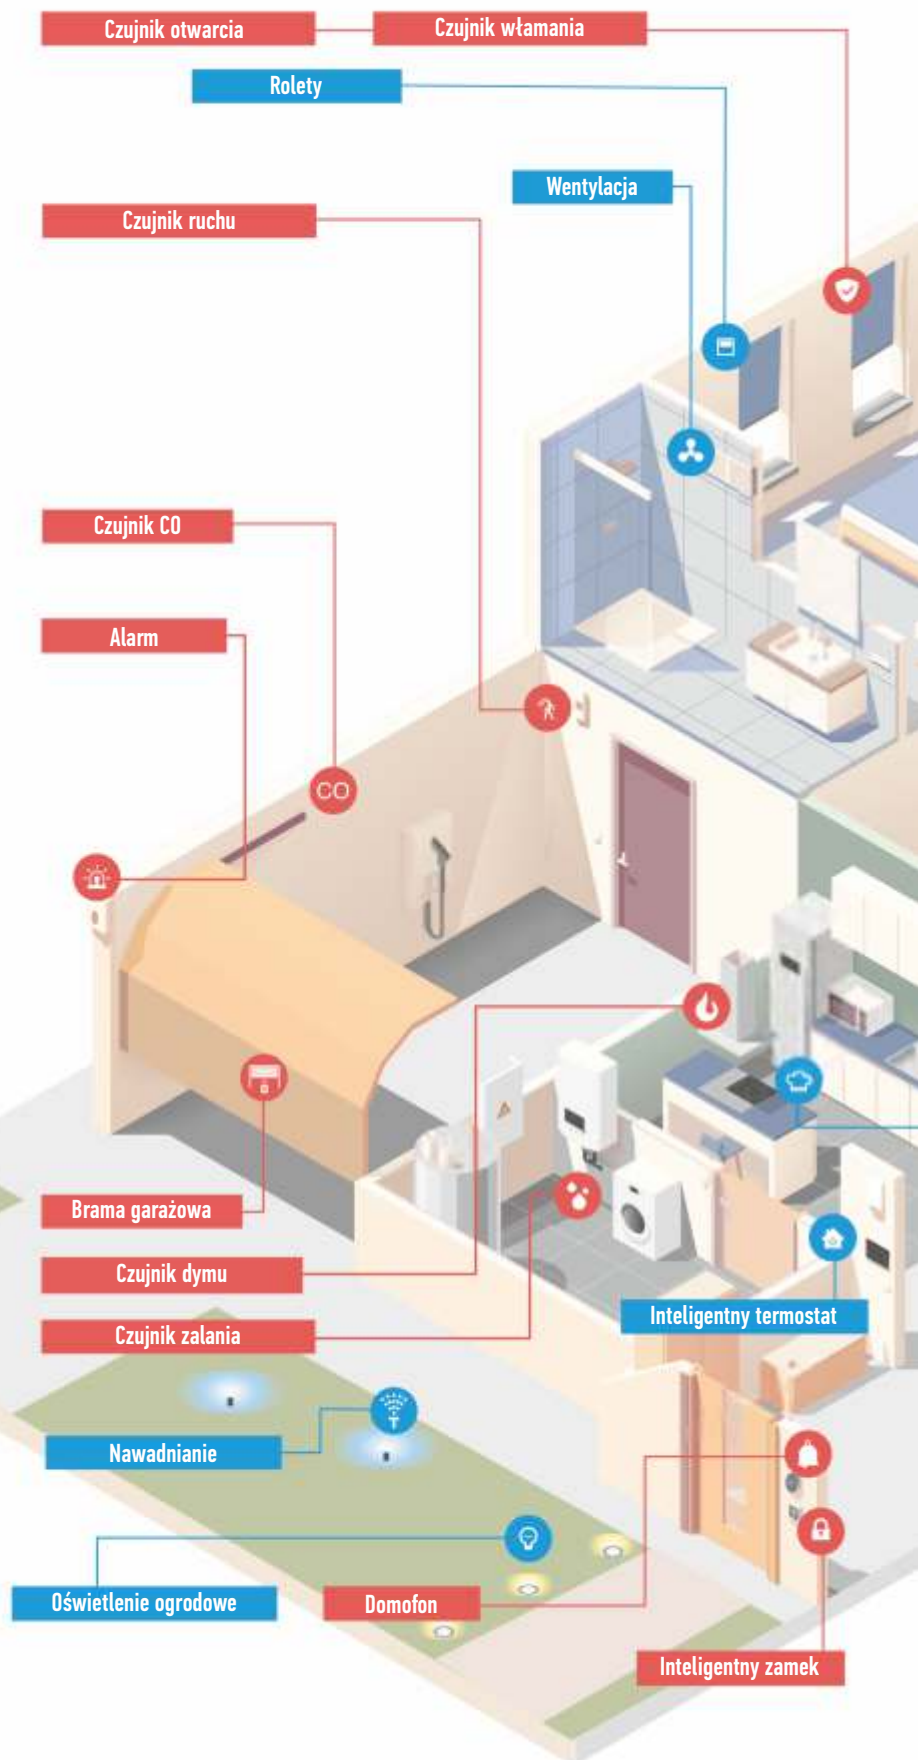 Czujnik otwarcia
Czujnik włamania
Rolety
Wentylacja
Czujnik ruchu
Czujnik CO
Alarm
CO
Brama garażowa
Czujnik dymu
Inteligentny termostat
Czujnik zalania
Nawadnianie
Oświetlenie ogrodowe
Domofon
Inteligentny zamek